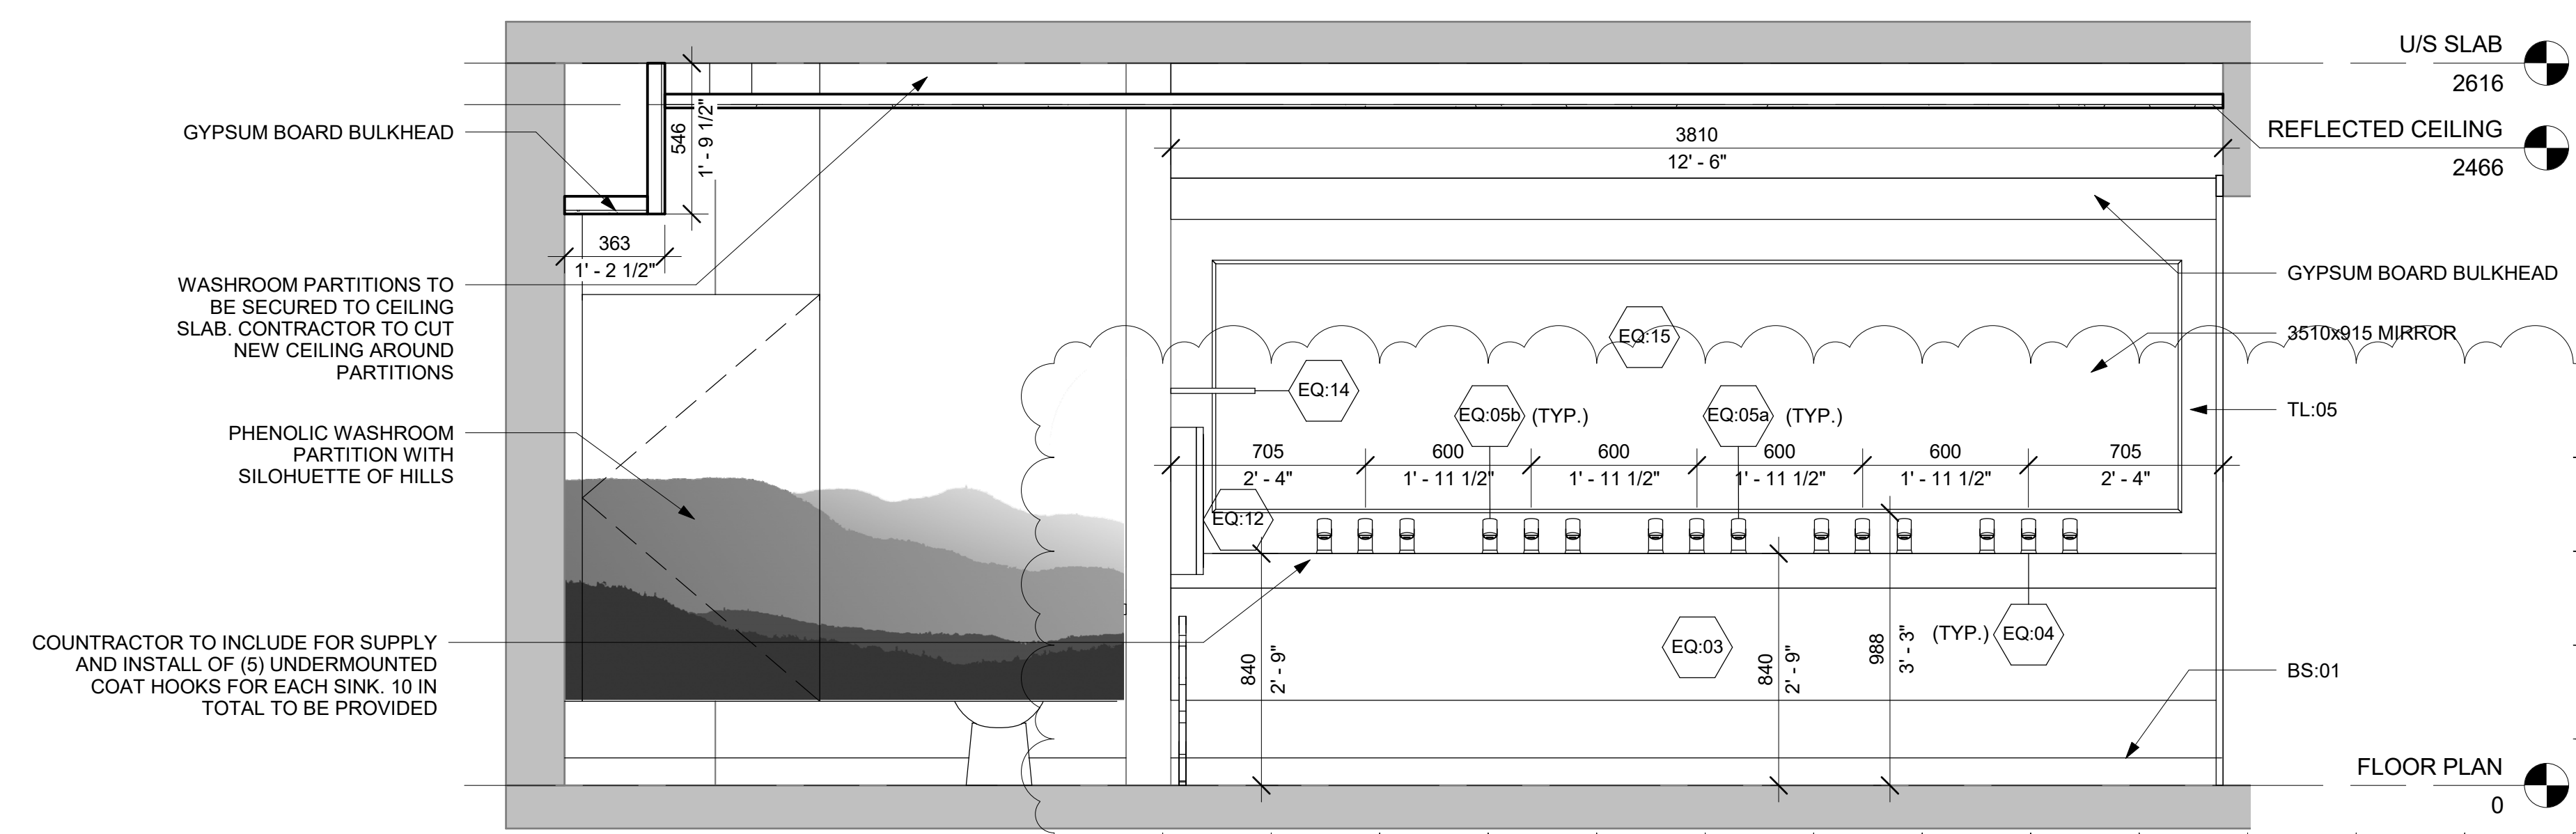 U/S SLAB
2616
REFLECTED CEILING
2466
GYPSUM BOARD BULKHEAD
546
1' - 9 1/2"
3810
12' - 6"
363
1' - 2 1/2"
WASHROOM PARTITIONS TO
BE SECURED TO CEILING
SLAB. CONTRACTOR TO CUT
NEW CEILING AROUND
PARTITIONS
GYPSUM BOARD BULKHEAD
3510x915 MIRROR
EQ:15
EQ:14
EQ:05b (TYP.)
EQ:05a (TYP.)
TL:05
PHENOLIC WASHROOM
PARTITION WITH
SILOHUETTE OF HILLS
705 600 600 600 600 705
2' - 4" 1' - 11 1/2" 1' - 11 1/2" 1' - 11 1/2" 1' - 11 1/2" 2' - 4"
EQ:12
COUNTRACTOR TO INCLUDE FOR SUPPLY
AND INSTALL OF (5) UNDERMOUNTED
COAT HOOKS FOR EACH SINK. 10 IN
TOTAL TO BE PROVIDED
840
2' - 9"
EQ:03
840
2' - 9"
988
3' - 3"
(TYP.) EQ:04
BS:01
FLOOR PLAN
0